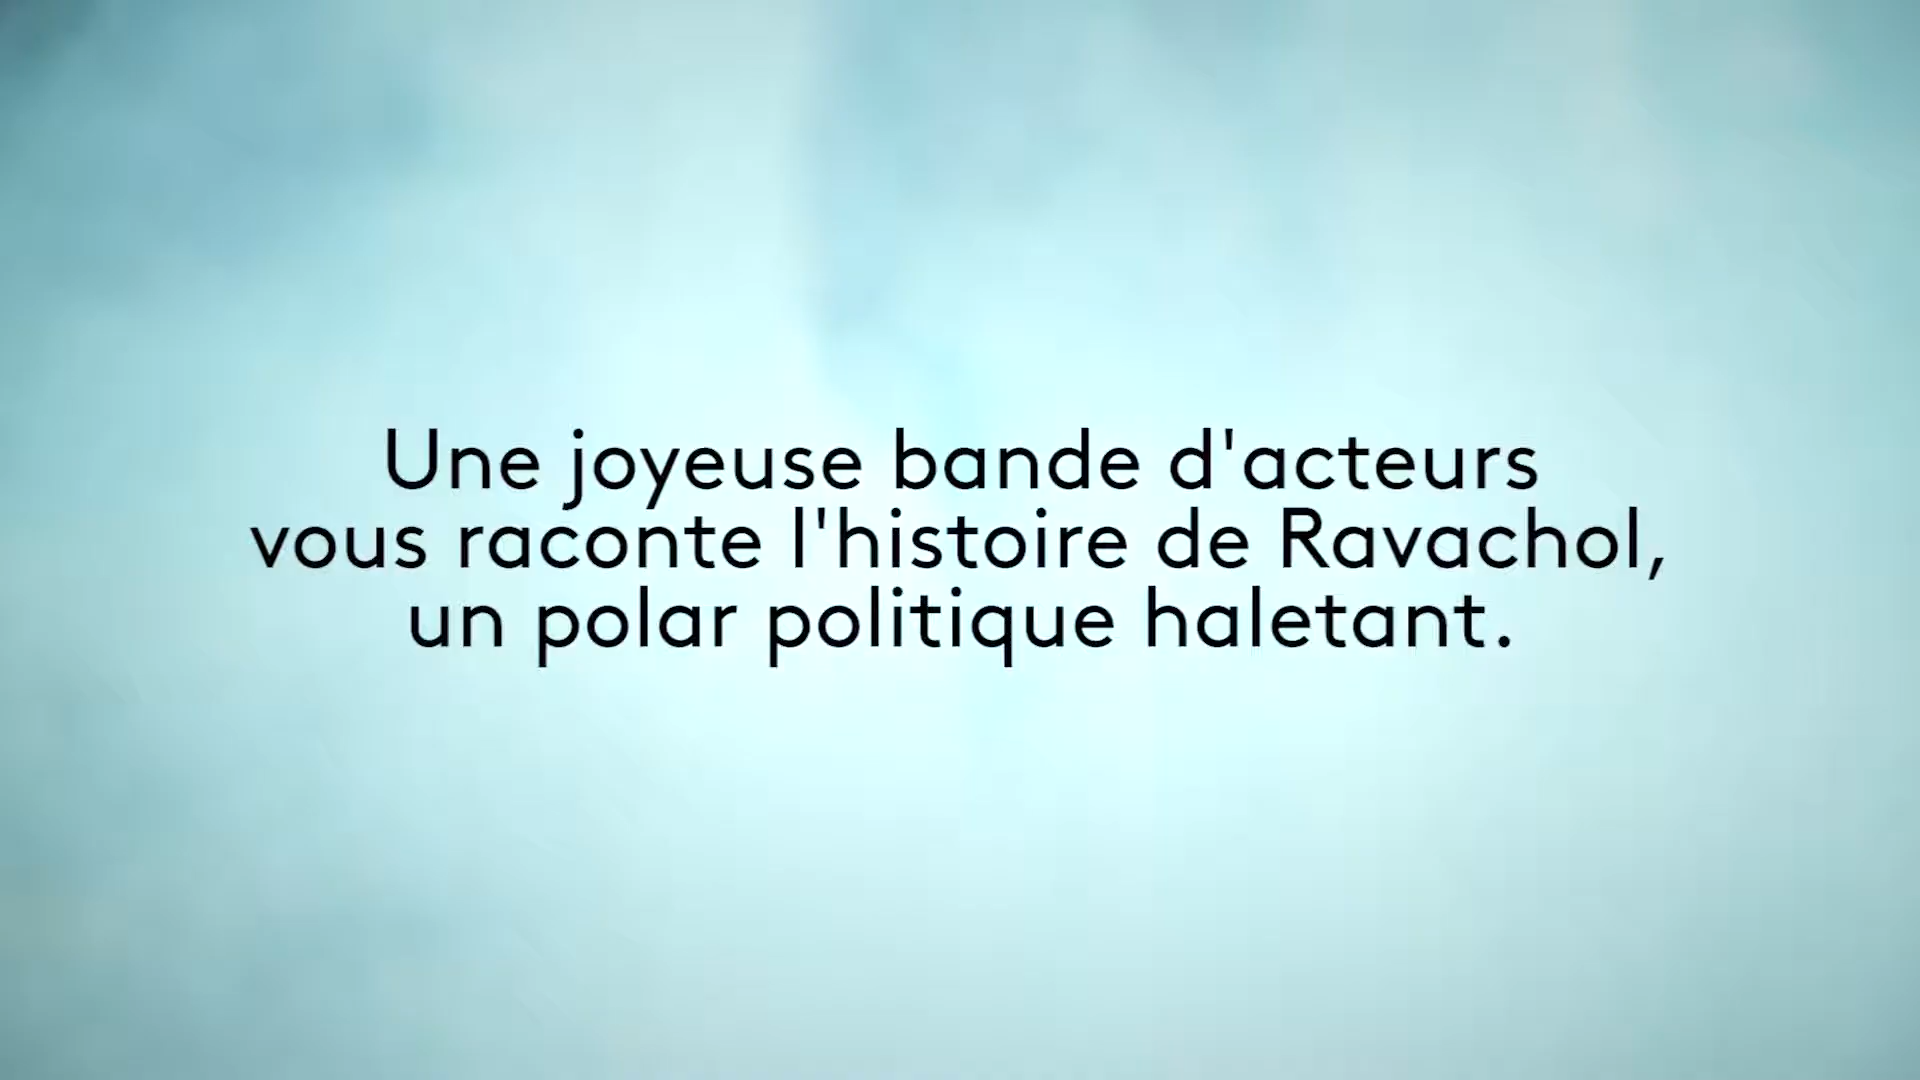 Une joyeuse bande d'acteurs
vous raconte l'histoire de Ravachol,
un polar politique haletant.